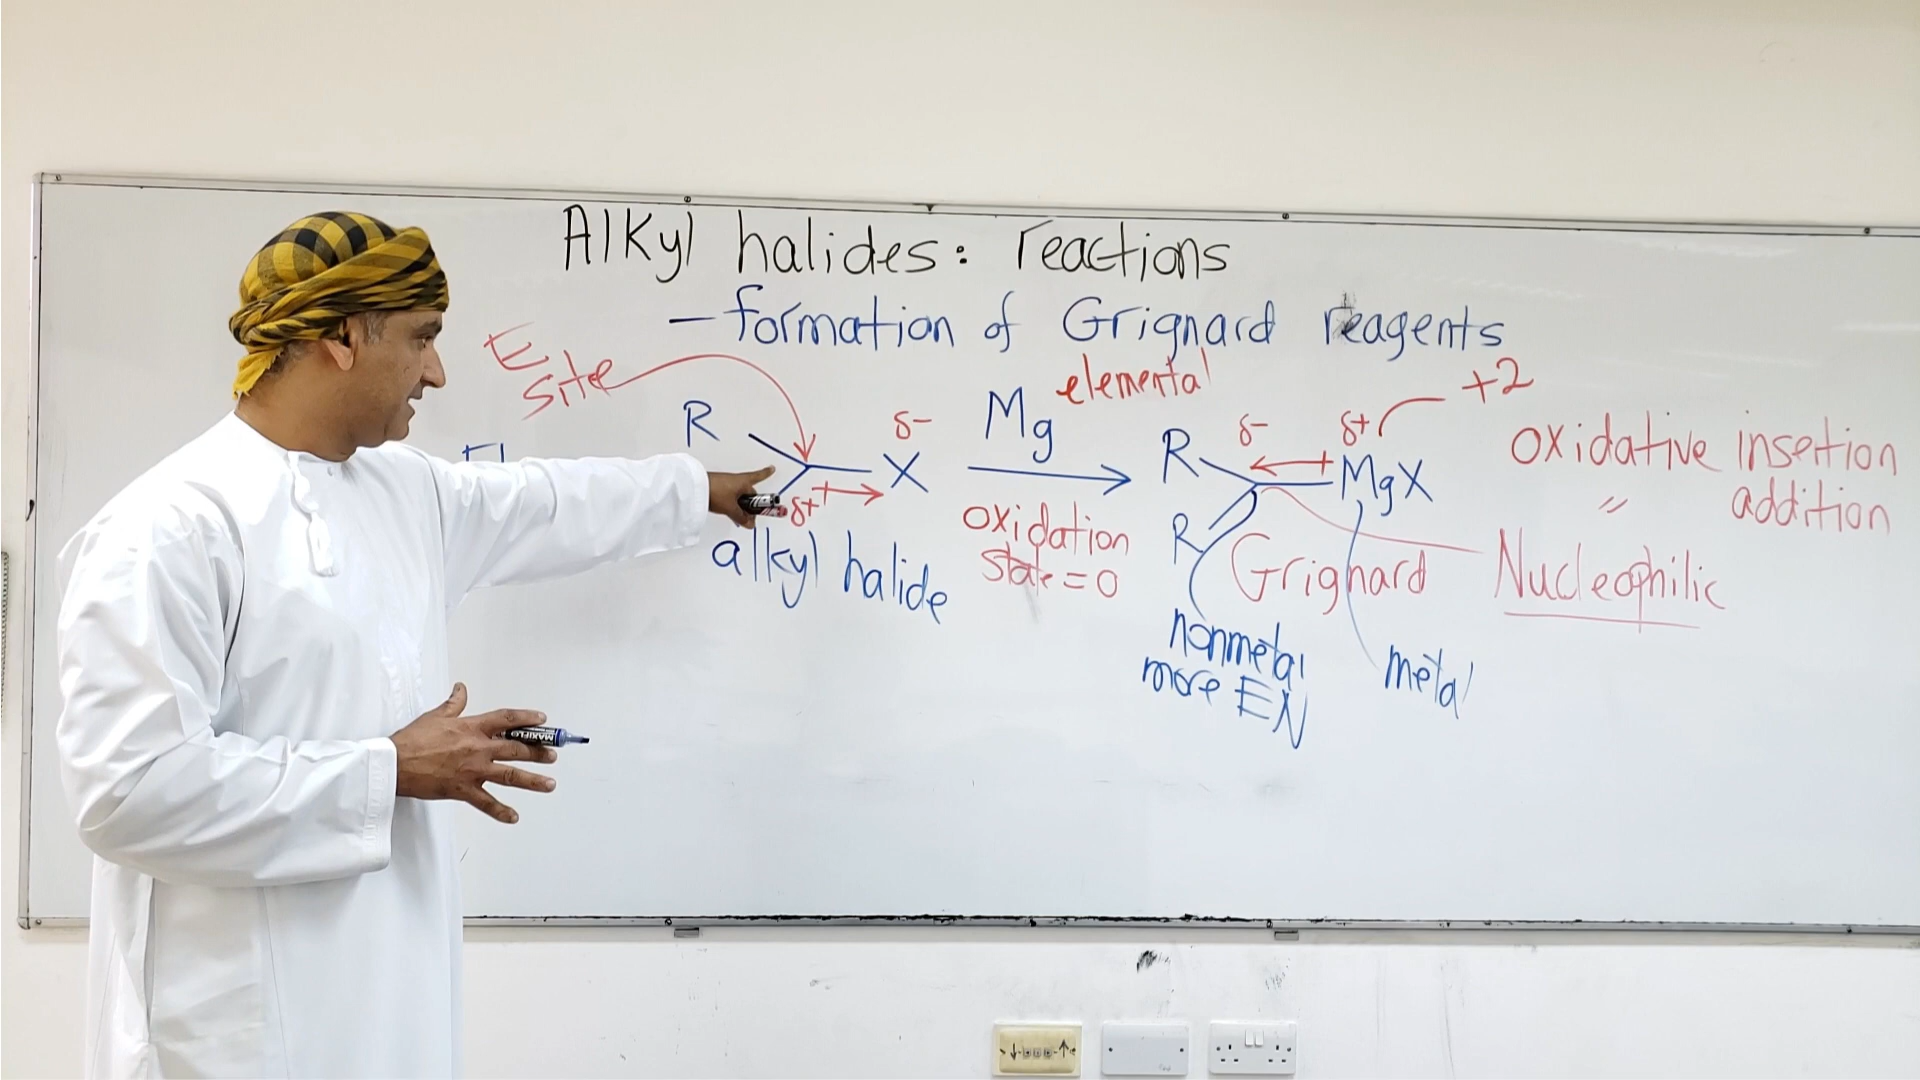 Alkyl halides: reactions
– formation of Grignard reagents
E
site
R
δ-
X
δ+
alkyl halide
Mg elemental
oxidation
state = 0
R δ- δ+ +2
MgX
R
Grignard
nonmetal
more EN
metal
oxidative insertion
" addition
Nucleophilic
MAXIFLO